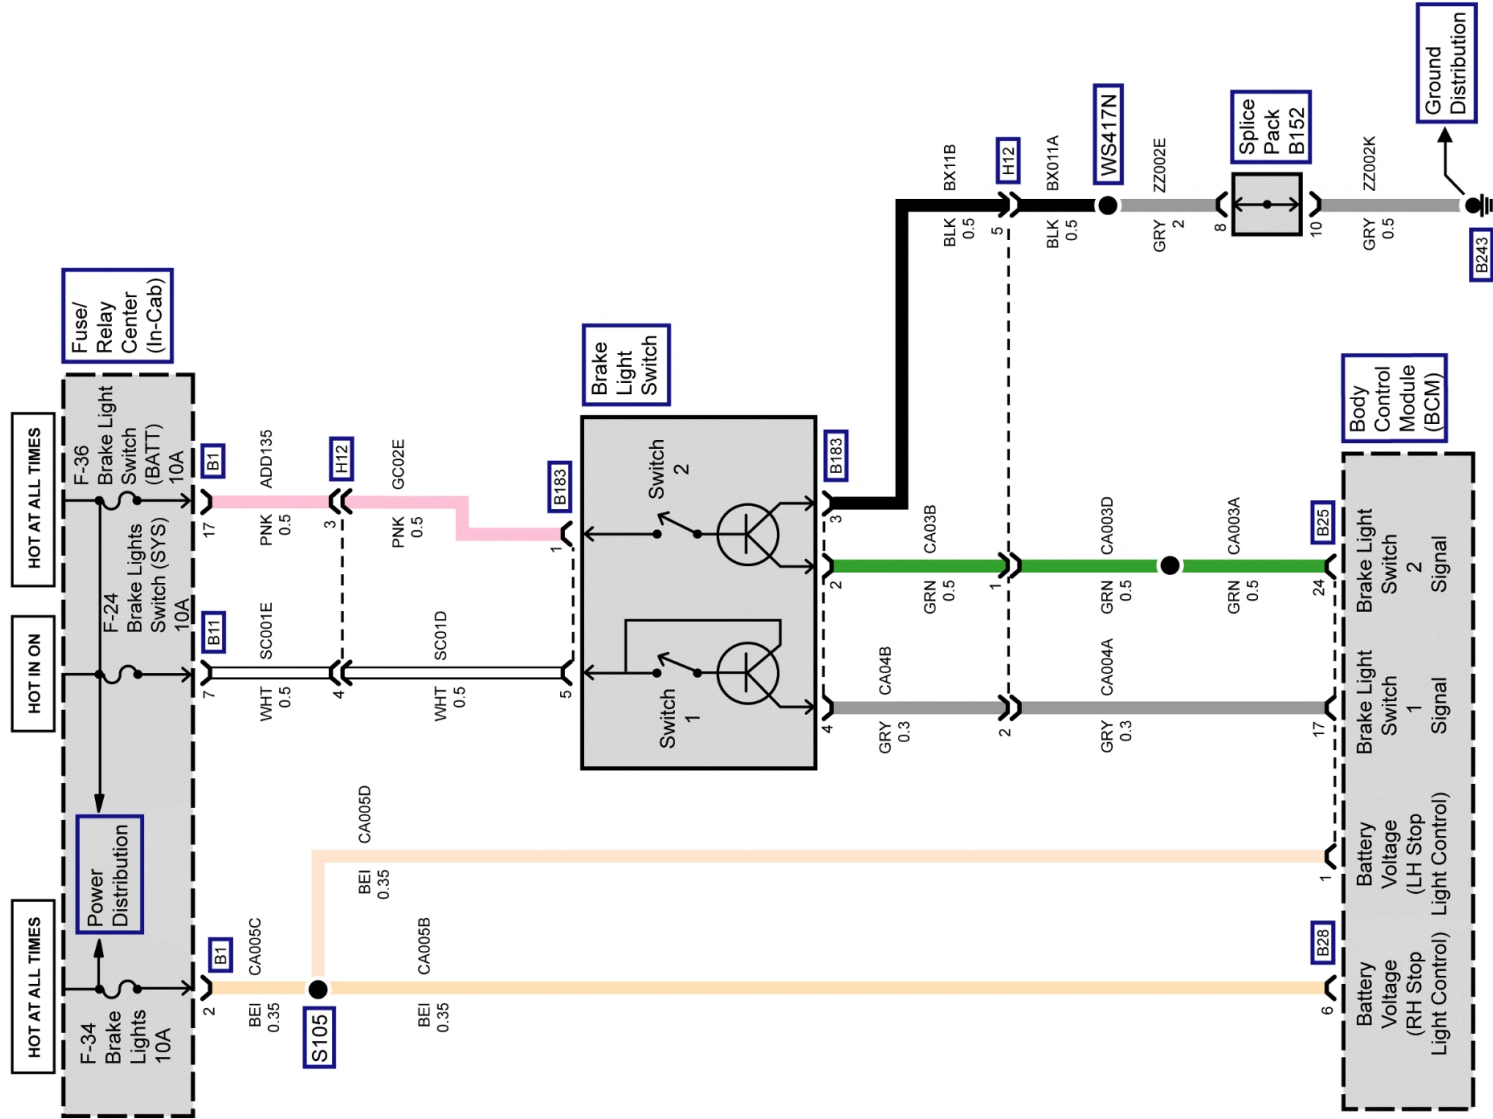 HOT AT ALL TIMES
HOT IN ON
HOT AT ALL TIMES
Fuse/
Relay
Center
(In-Cab)
F-36
Brake Light
Switch
(BATT)
10A
F-24
Brake Lights
Switch (SYS)
10A
Power
Distribution
F-34
Brake
Lights
10A
B1
17
ADD135
PNK
0.5
H12
3
GC02E
PNK
0.5
B183
1
B11
7
SC001E
WHT
0.5
4
SC01D
WHT
0.5
5
B1
2
CA005C
BEI
0.35
S105
CA005D
BEI
0.35
CA005B
BEI
0.35
Brake
Light
Switch
Switch
2
Switch
1
B183
3
2
4
BX11B
BLK
0.5
H12
5
BX011A
BLK
0.5
WS417N
ZZ002E
GRY
2
8
Splice
Pack
B152
10
ZZ002K
GRY
0.5
Ground
Distribution
B243
CA03B
GRN
0.5
1
CA003D
GRN
0.5
CA003A
GRN
0.5
B25
24
CA04B
GRY
0.3
2
CA004A
GRY
0.3
17
1
B28
6
Body
Control
Module
(BCM)
Brake Light
Switch
2
Signal
Brake Light
Switch
1
Signal
Battery
Voltage
(LH Stop
Light Control)
Battery
Voltage
(RH Stop
Light Control)